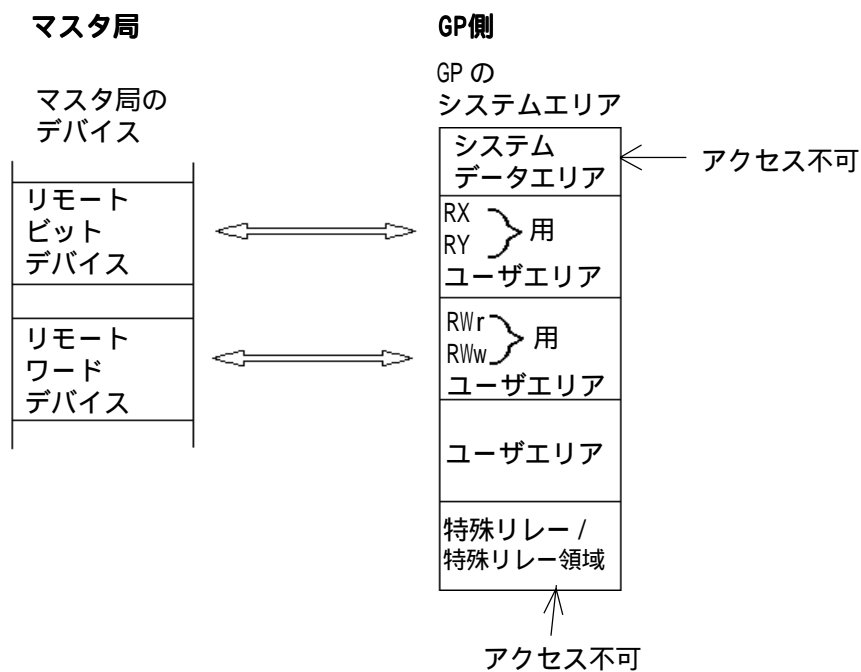 マスタ局
GP側
マスタ局の
デバイス
GP の
システムエリア
リモート
ビット
デバイス
リモート
ワード
デバイス
システム
データエリア
アクセス不可
RX
RY
用
ユーザエリア
RWr
RWw
用
ユーザエリア
ユーザエリア
特殊リレー /
特殊リレー領域
アクセス不可